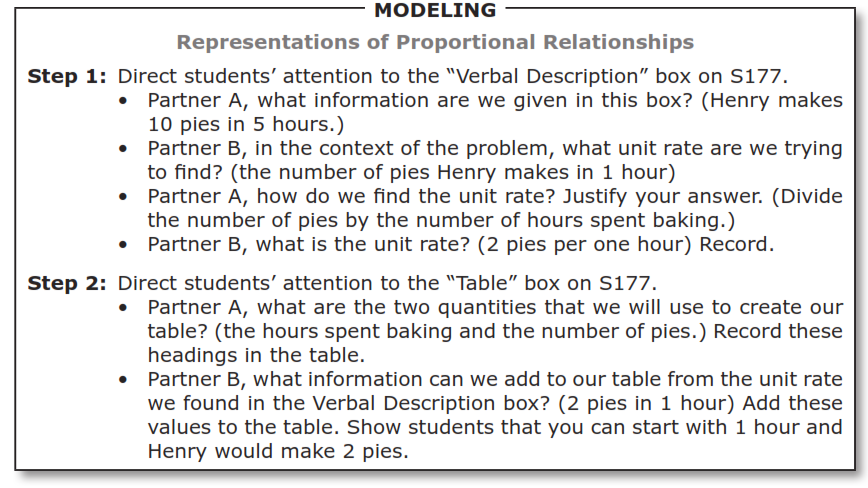 MODELING
Representations of Proportional Relationships
Step 1: Direct students’ attention to the “Verbal Description” box on S177.
• Partner A, what information are we given in this box? (Henry makes
10 pies in 5 hours.)
• Partner B, in the context of the problem, what unit rate are we trying
to find? (the number of pies Henry makes in 1 hour)
• Partner A, how do we find the unit rate? Justify your answer. (Divide
the number of pies by the number of hours spent baking.)
• Partner B, what is the unit rate? (2 pies per one hour) Record.
Step 2: Direct students’ attention to the “Table” box on S177.
• Partner A, what are the two quantities that we will use to create our
table? (the hours spent baking and the number of pies.) Record these
headings in the table.
• Partner B, what information can we add to our table from the unit rate
we found in the Verbal Description box? (2 pies in 1 hour) Add these
values to the table. Show students that you can start with 1 hour and
Henry would make 2 pies.